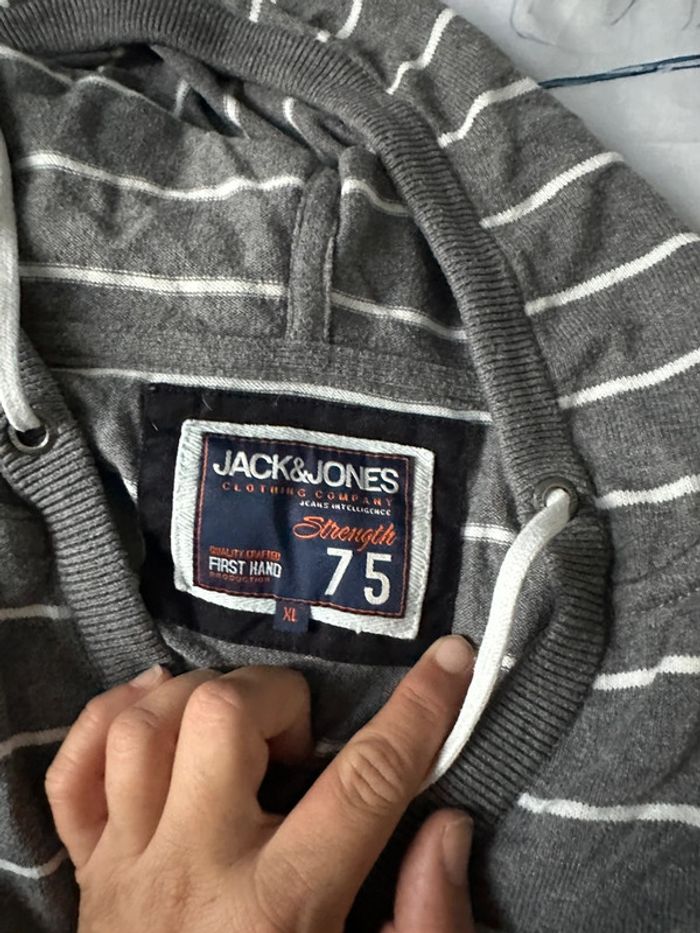 JACK&JONES
CLOTHING COMPANY
JEANS INTELLIGENCE
Strength
QUALITY CRAFTED
FIRST HAND
PRODUCTION
75
XL